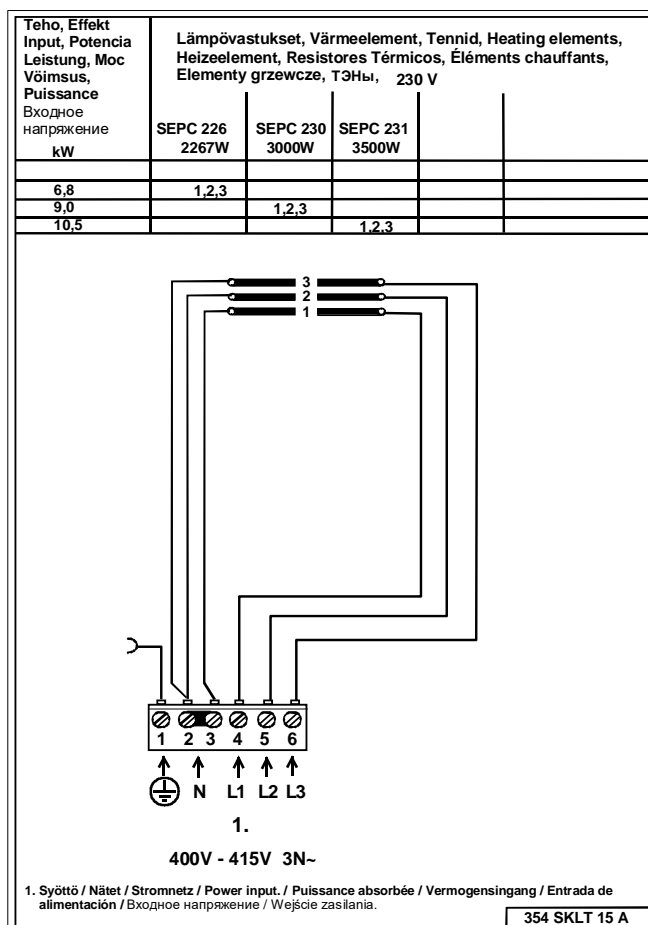 Teho, Effekt
Input, Potencia
Leistung, Moc
Vöimsus,
Puissance
Входное
напряжение
kW
Lämpövastukset, Värmeelement, Tennid, Heating elements,
Heizeelement, Resistores Térmicos, Éléments chauffants,
Elementy grzewcze, ТЭНы, 230 V
SEPC 226 SEPC 230 SEPC 231
2267W 3000W 3500W
6,8 1,2,3
9,0 1,2,3
10,5 1,2,3
3
2
1
1 2 3 4 5 6
N L1 L2 L3
1.
400V - 415V 3N~
1. Syöttö / Nätet / Stromnetz / Power input. / Puissance absorbée / Vermogensingang / Entrada de
alimentación / Входное напряжение / Wejście zasilania.
354 SKLT 15 A